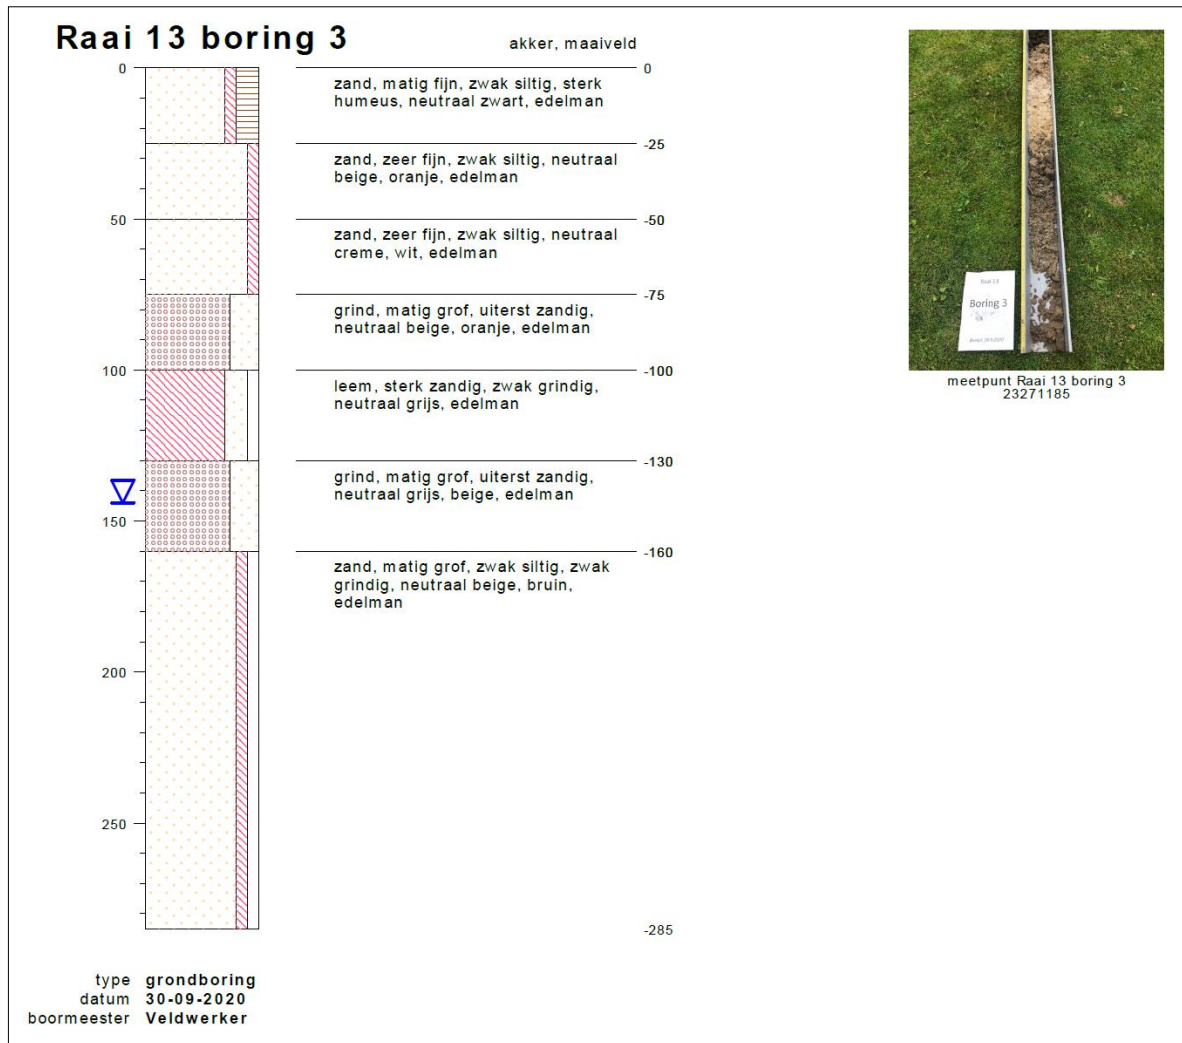 Raai 13 boring 3
akker, maaiveld
0
0
zand, matig fijn, zwak siltig, sterk
humeus, neutraal zwart, edelman
-25
zand, zeer fijn, zwak siltig, neutraal
beige, oranje, edelman
50
-50
zand, zeer fijn, zwak siltig, neutraal
creme, wit, edelman
-75
grind, matig grof, uiterst zandig,
neutraal beige, oranje, edelman
100
-100
leem, sterk zandig, zwak grindig,
neutraal grijs, edelman
-130
grind, matig grof, uiterst zandig,
neutraal grijs, beige, edelman
150
-160
zand, matig grof, zwak siltig, zwak
grindig, neutraal beige, bruin,
edelman
200
250
-285
type grondboring
datum 30-09-2020
boormeester Veldwerker
Raai 13
Boring 3
meetpunt Raai 13 boring 3
23271185